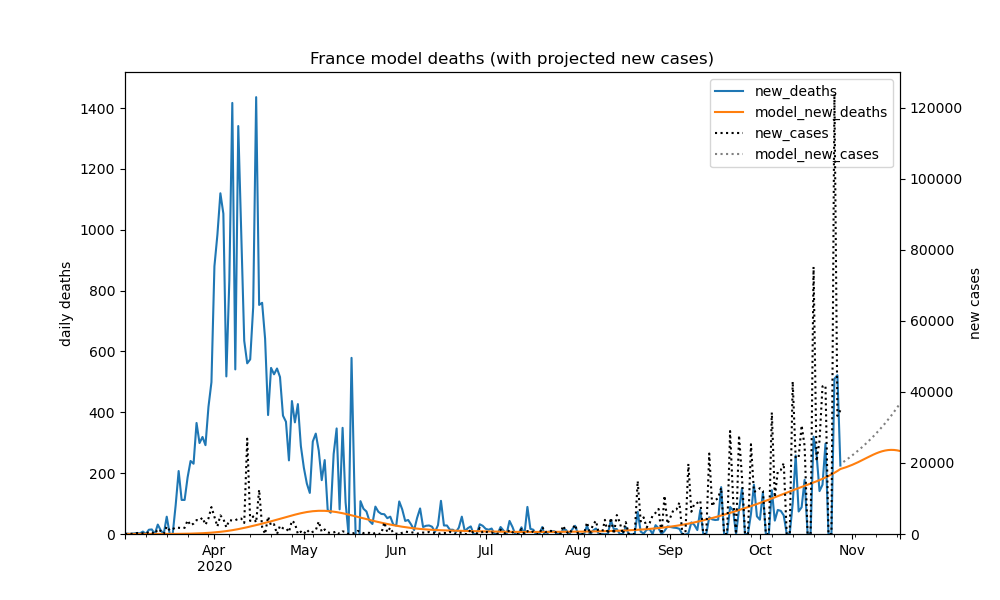 France model deaths (with projected new cases)
new_deaths
model_new_deaths
new_cases
model_new_cases
1400
1200
1000
800
600
400
200
0
daily deaths
120000
100000
80000
60000
40000
20000
0
new cases
Apr
2020
May
Jun
Jul
Aug
Sep
Oct
Nov